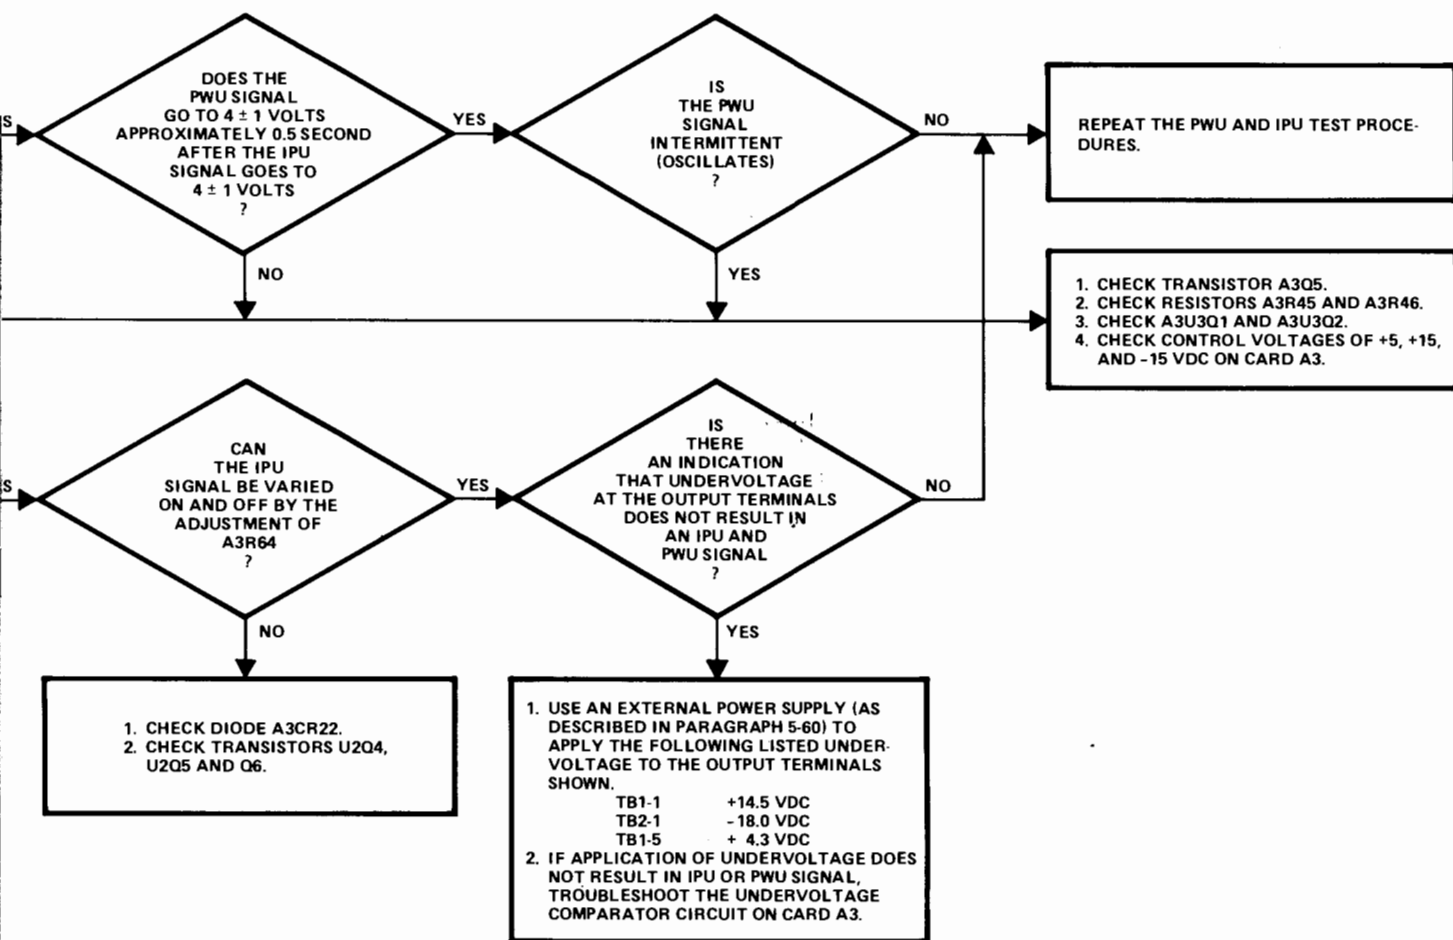 DOES THE
PWU SIGNAL
GO TO 4 ± 1 VOLTS
APPROXIMATELY 0.5 SECOND
AFTER THE IPU
SIGNAL GOES TO
4 ± 1 VOLTS
?
S
YES
NO
IS
THE PWU
SIGNAL
INTERMITTENT
(OSCILLATES)
?
NO
YES
REPEAT THE PWU AND IPU TEST PROCE-
DURES.
1. CHECK TRANSISTOR A3Q5.
2. CHECK RESISTORS A3R45 AND A3R46.
3. CHECK A3U3Q1 AND A3U3Q2.
4. CHECK CONTROL VOLTAGES OF +5, +15,
AND -15 VDC ON CARD A3.
S
CAN
THE IPU
SIGNAL BE VARIED
ON AND OFF BY THE
ADJUSTMENT OF
A3R64
?
YES
NO
IS
THERE
AN INDICATION
THAT UNDERVOLTAGE
AT THE OUTPUT TERMINALS
DOES NOT RESULT IN
AN IPU AND
PWU SIGNAL
?
NO
YES
1. CHECK DIODE A3CR22.
2. CHECK TRANSISTORS U2Q4,
U2Q5 AND Q6.
1. USE AN EXTERNAL POWER SUPPLY (AS
DESCRIBED IN PARAGRAPH 5-60) TO
APPLY THE FOLLOWING LISTED UNDER-
VOLTAGE TO THE OUTPUT TERMINALS
SHOWN.
TB1-1 +14.5 VDC
TB2-1 -18.0 VDC
TB1-5 + 4.3 VDC
2. IF APPLICATION OF UNDERVOLTAGE DOES
NOT RESULT IN IPU OR PWU SIGNAL,
TROUBLESHOOT THE UNDERVOLTAGE
COMPARATOR CIRCUIT ON CARD A3.